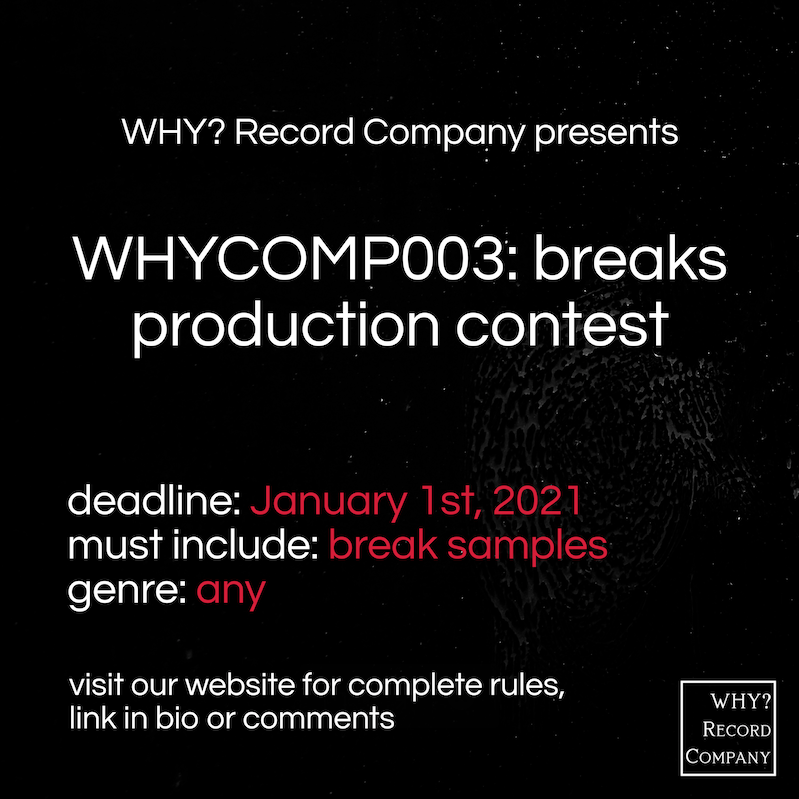 WHY? Record Company presents
WHYCOMP003: breaks
production contest
deadline: January 1st, 2021
must include: break samples
genre: any
visit our website for complete rules,
link in bio or comments
WHY?
Record
Company